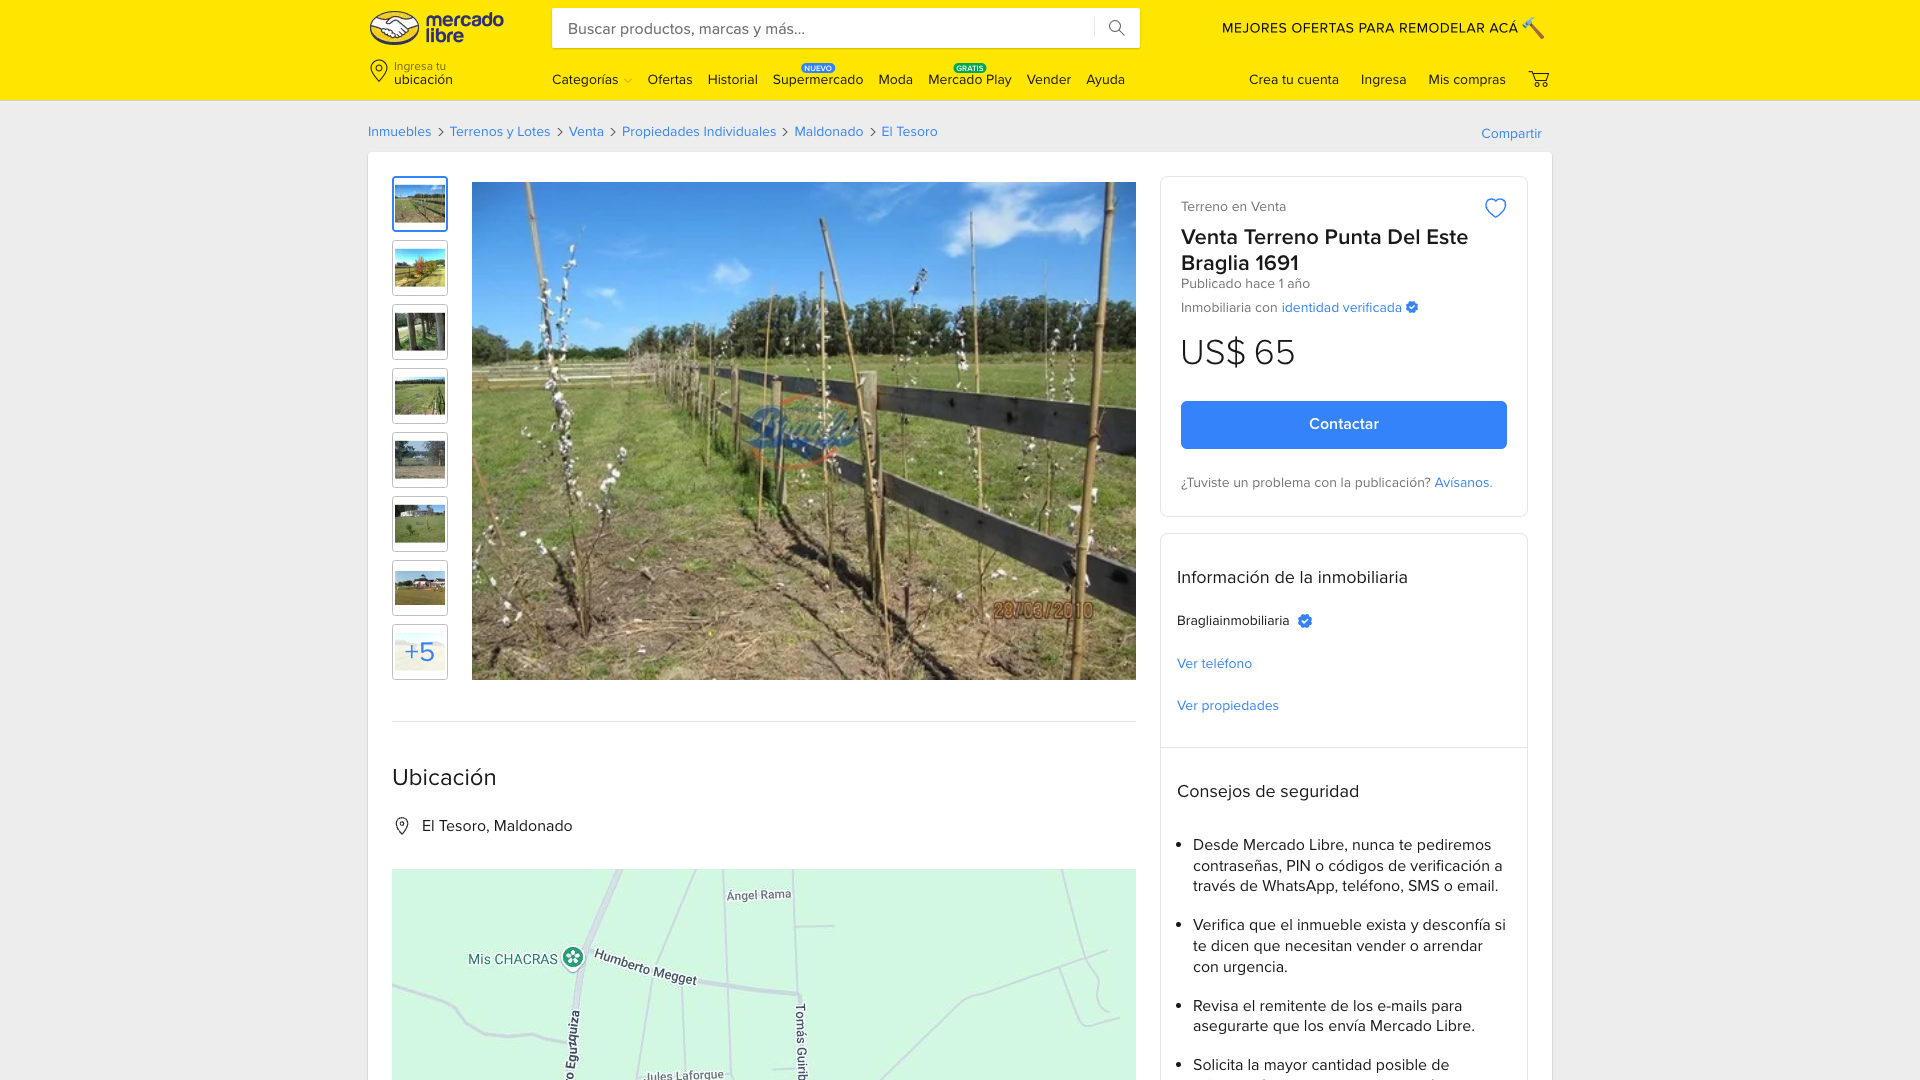 mercado
libre
Buscar productos, marcas y más...
MEJORES OFERTAS PARA REMODELAR ACÁ
Ingresa tu
ubicación
Categorías
Ofertas
Historial
NUEVO
Supermercado
Moda
GRATIS
Mercado Play
Vender
Ayuda
Crea tu cuenta
Ingresa
Mis compras
Inmuebles
Terrenos y Lotes
Venta
Propiedades Individuales
Maldonado
El Tesoro
Compartir
+5
28/03/2010
Terreno en Venta
Venta Terreno Punta Del Este
Braglia 1691
Publicado hace 1 año
Inmobiliaria con identidad verificada
US$ 65
Contactar
¿Tuviste un problema con la publicación? Avísanos.
Información de la inmobiliaria
Bragliainmobiliaria
Ver teléfono
Ver propiedades
Ubicación
El Tesoro, Maldonado
Ángel Rama
Mis CHACRAS
Humberto Megget
o Eguzquiza
Tomás Guirib
Jules Laforgue
Consejos de seguridad
Desde Mercado Libre, nunca te pediremos
contraseñas, PIN o códigos de verificación a
través de WhatsApp, teléfono, SMS o email.
Verifica que el inmueble exista y desconfía si
te dicen que necesitan vender o arrendar
con urgencia.
Revisa el remitente de los e-mails para
asegurarte que los envía Mercado Libre.
Solicita la mayor cantidad posible de